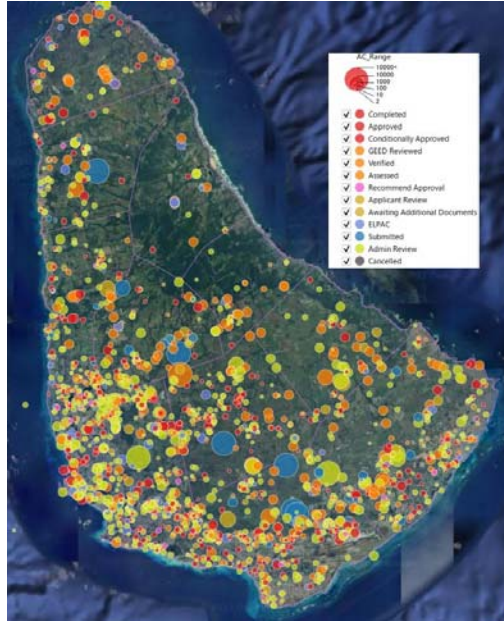 AC_Range
10000+
10000
1000
100
10
2
Completed
Approved
Conditionally Approved
GEED Reviewed
Verified
Assessed
Recommend Approval
Applicant Review
Awaiting Additional Documents
ELPAC
Submitted
Admin Review
Cancelled